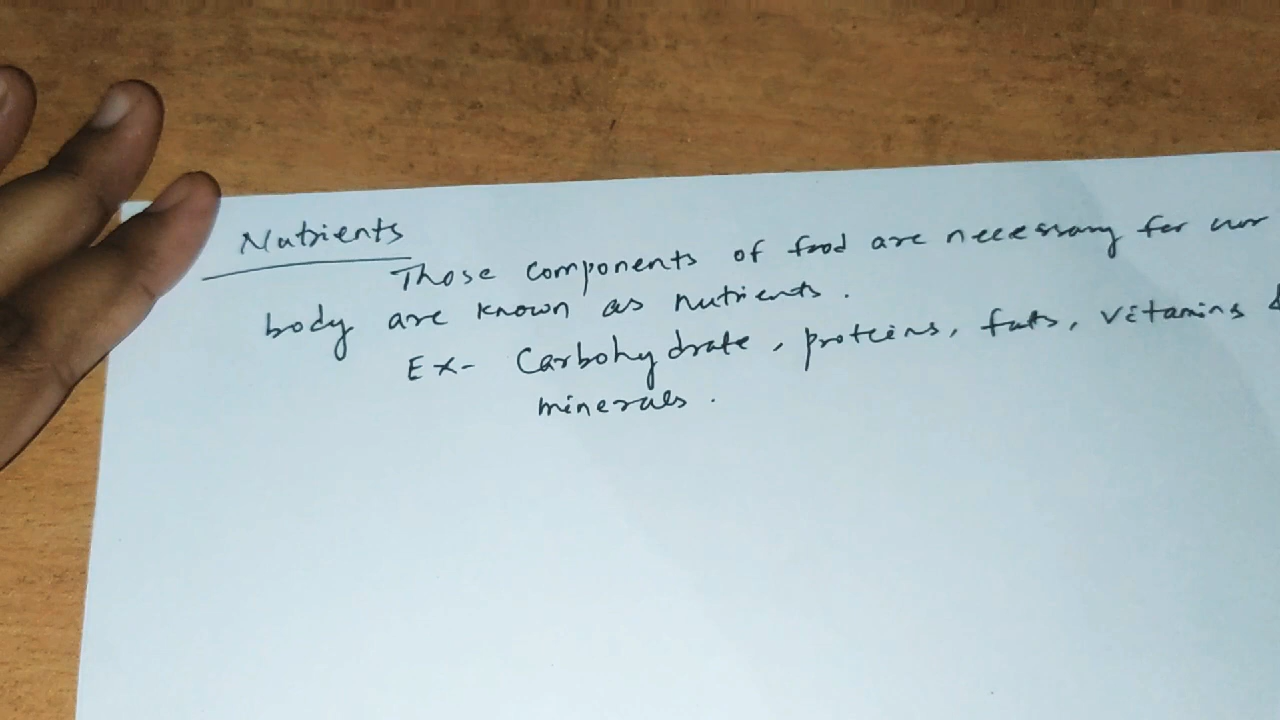 Nutrients
Those components of food are necessary for our
body are known as nutrients.
Ex- Carbohydrate, proteins, fats, vitamins &
minerals.